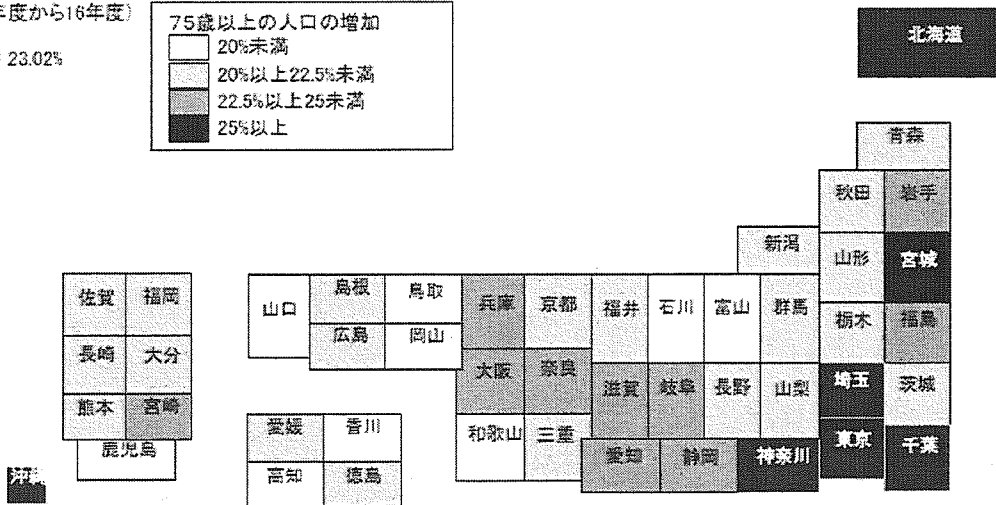 年度から16年度)
23.02%
75歳以上の人口の増加
20%未満
20%以上22.5%未満
22.5%以上25未満
25%以上
北海道
青森
秋田 岩手
新潟 山形 宮城
佐賀 福岡
山口 島根 鳥取 兵庫 京都 福井 石川 富山 群馬 栃木 福島
広島 岡山
長崎 大分
大阪 奈良 滋賀 岐阜 長野 山梨 埼玉 茨城
熊本 宮崎
愛媛 香川 和歌山 三重 愛知 静岡 神奈川 東京 千葉
鹿児島
沖縄 高知 徳島